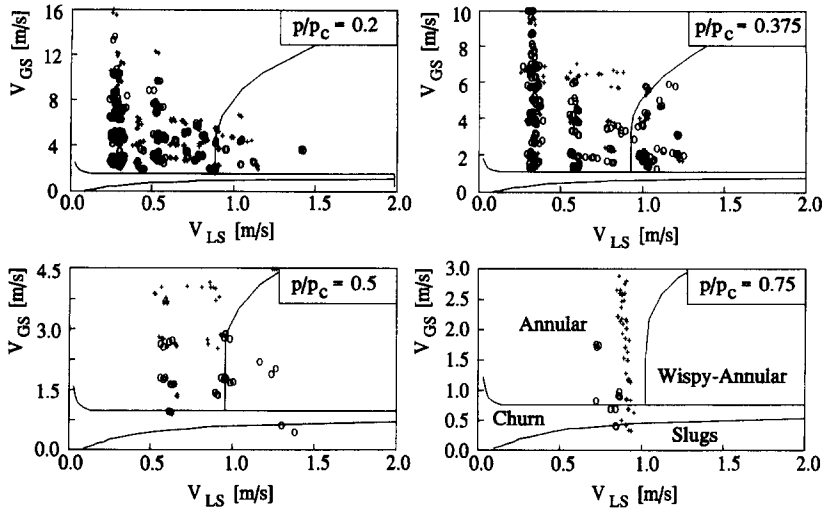 16
12
8
4
0
V_GS [m/s]
p/p_c = 0.2
0.0 0.5 1.0 1.5 2.0
V_LS [m/s]
10
8
6
4
2
0
V_GS [m/s]
p/p_c = 0.375
0.0 0.5 1.0 1.5 2.0
V_LS [m/s]
4.5
3.0
1.5
0.0
V_GS [m/s]
p/p_c = 0.5
0.0 0.5 1.0 1.5 2.0
V_LS [m/s]
3.0
2.5
2.0
1.5
1.0
0.5
0.0
V_GS [m/s]
p/p_c = 0.75
Annular
Wispy-Annular
Churn
Slugs
0.0 0.5 1.0 1.5 2.0
V_LS [m/s]